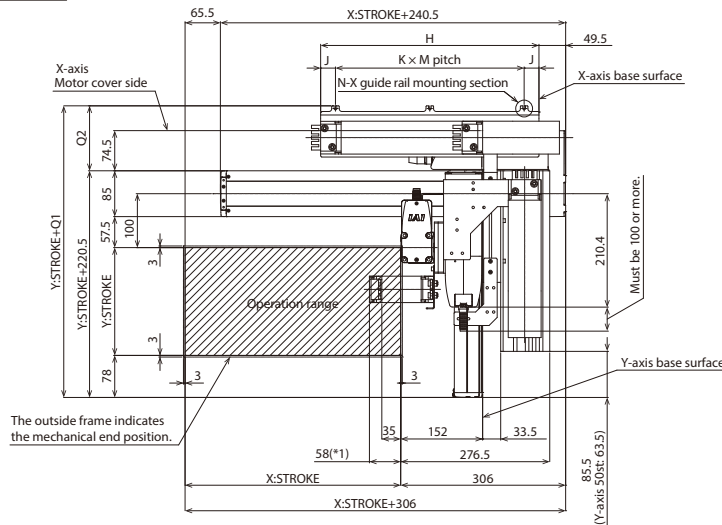 65.5
X:STROKE+240.5
H
49.5
J
K × M pitch
J
N-X guide rail mounting section
X-axis
Motor cover side
X-axis base surface
Q2
74.5
85
100
57.5
Y:STROKE+Q1
Y:STROKE+220.5
Y:STROKE
3
3
78
IAI
Operation range
210.4
Must be 100 or more.
Y-axis base surface
3
3
The outside frame indicates
the mechanical end position.
35
152
33.5
58(*1)
276.5
X:STROKE
306
X:STROKE+306
85.5
(Y-axis 50st: 63.5)